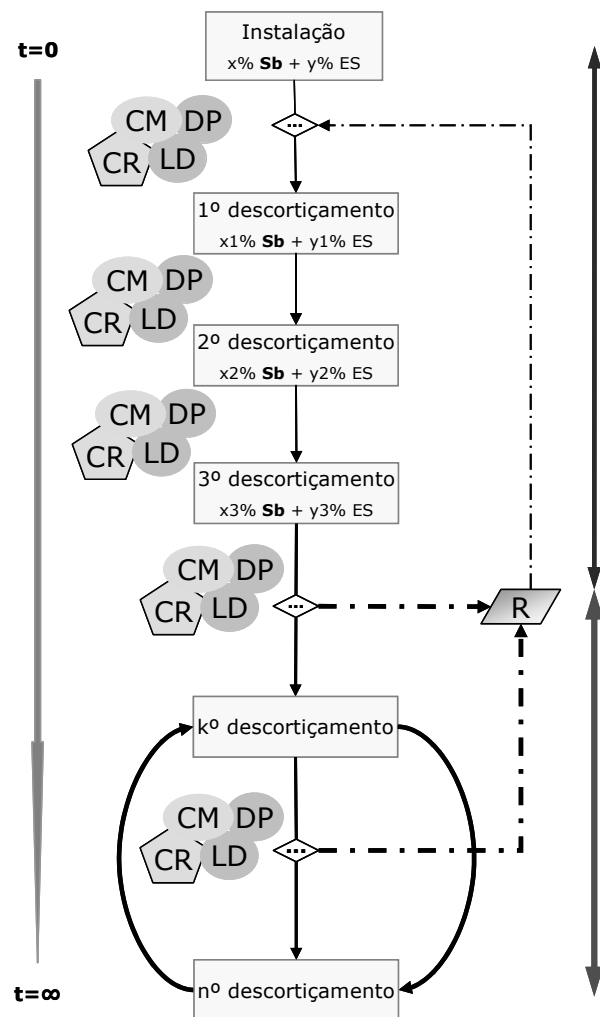 Instalação
x% Sb + y% ES
t=0
...
CM DP
CR LD
1º descortiçamento
x1% Sb + y1% ES
CM DP
CR LD
2º descortiçamento
x2% Sb + y2% ES
CM DP
CR LD
3º descortiçamento
x3% Sb + y3% ES
CM DP
CR LD
...
R
kº descortiçamento
CM DP
CR LD
...
nº descortiçamento
t=∞